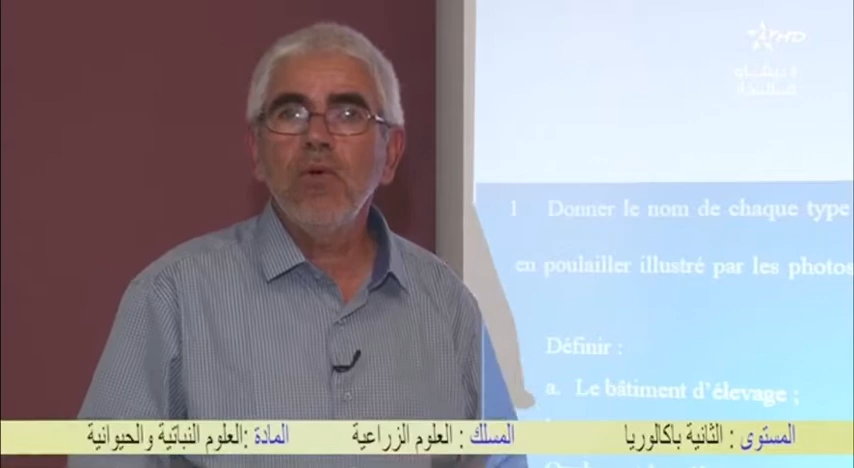 HD
1 Donner le nom de chaque type
en poulailler illustré par les photos
Définir :
a. Le bâtiment d'élevage ;
المستوى : الثانية باكالوريا المسلك : العلوم الزراعية المادة :العلوم النباتية والحيوانية